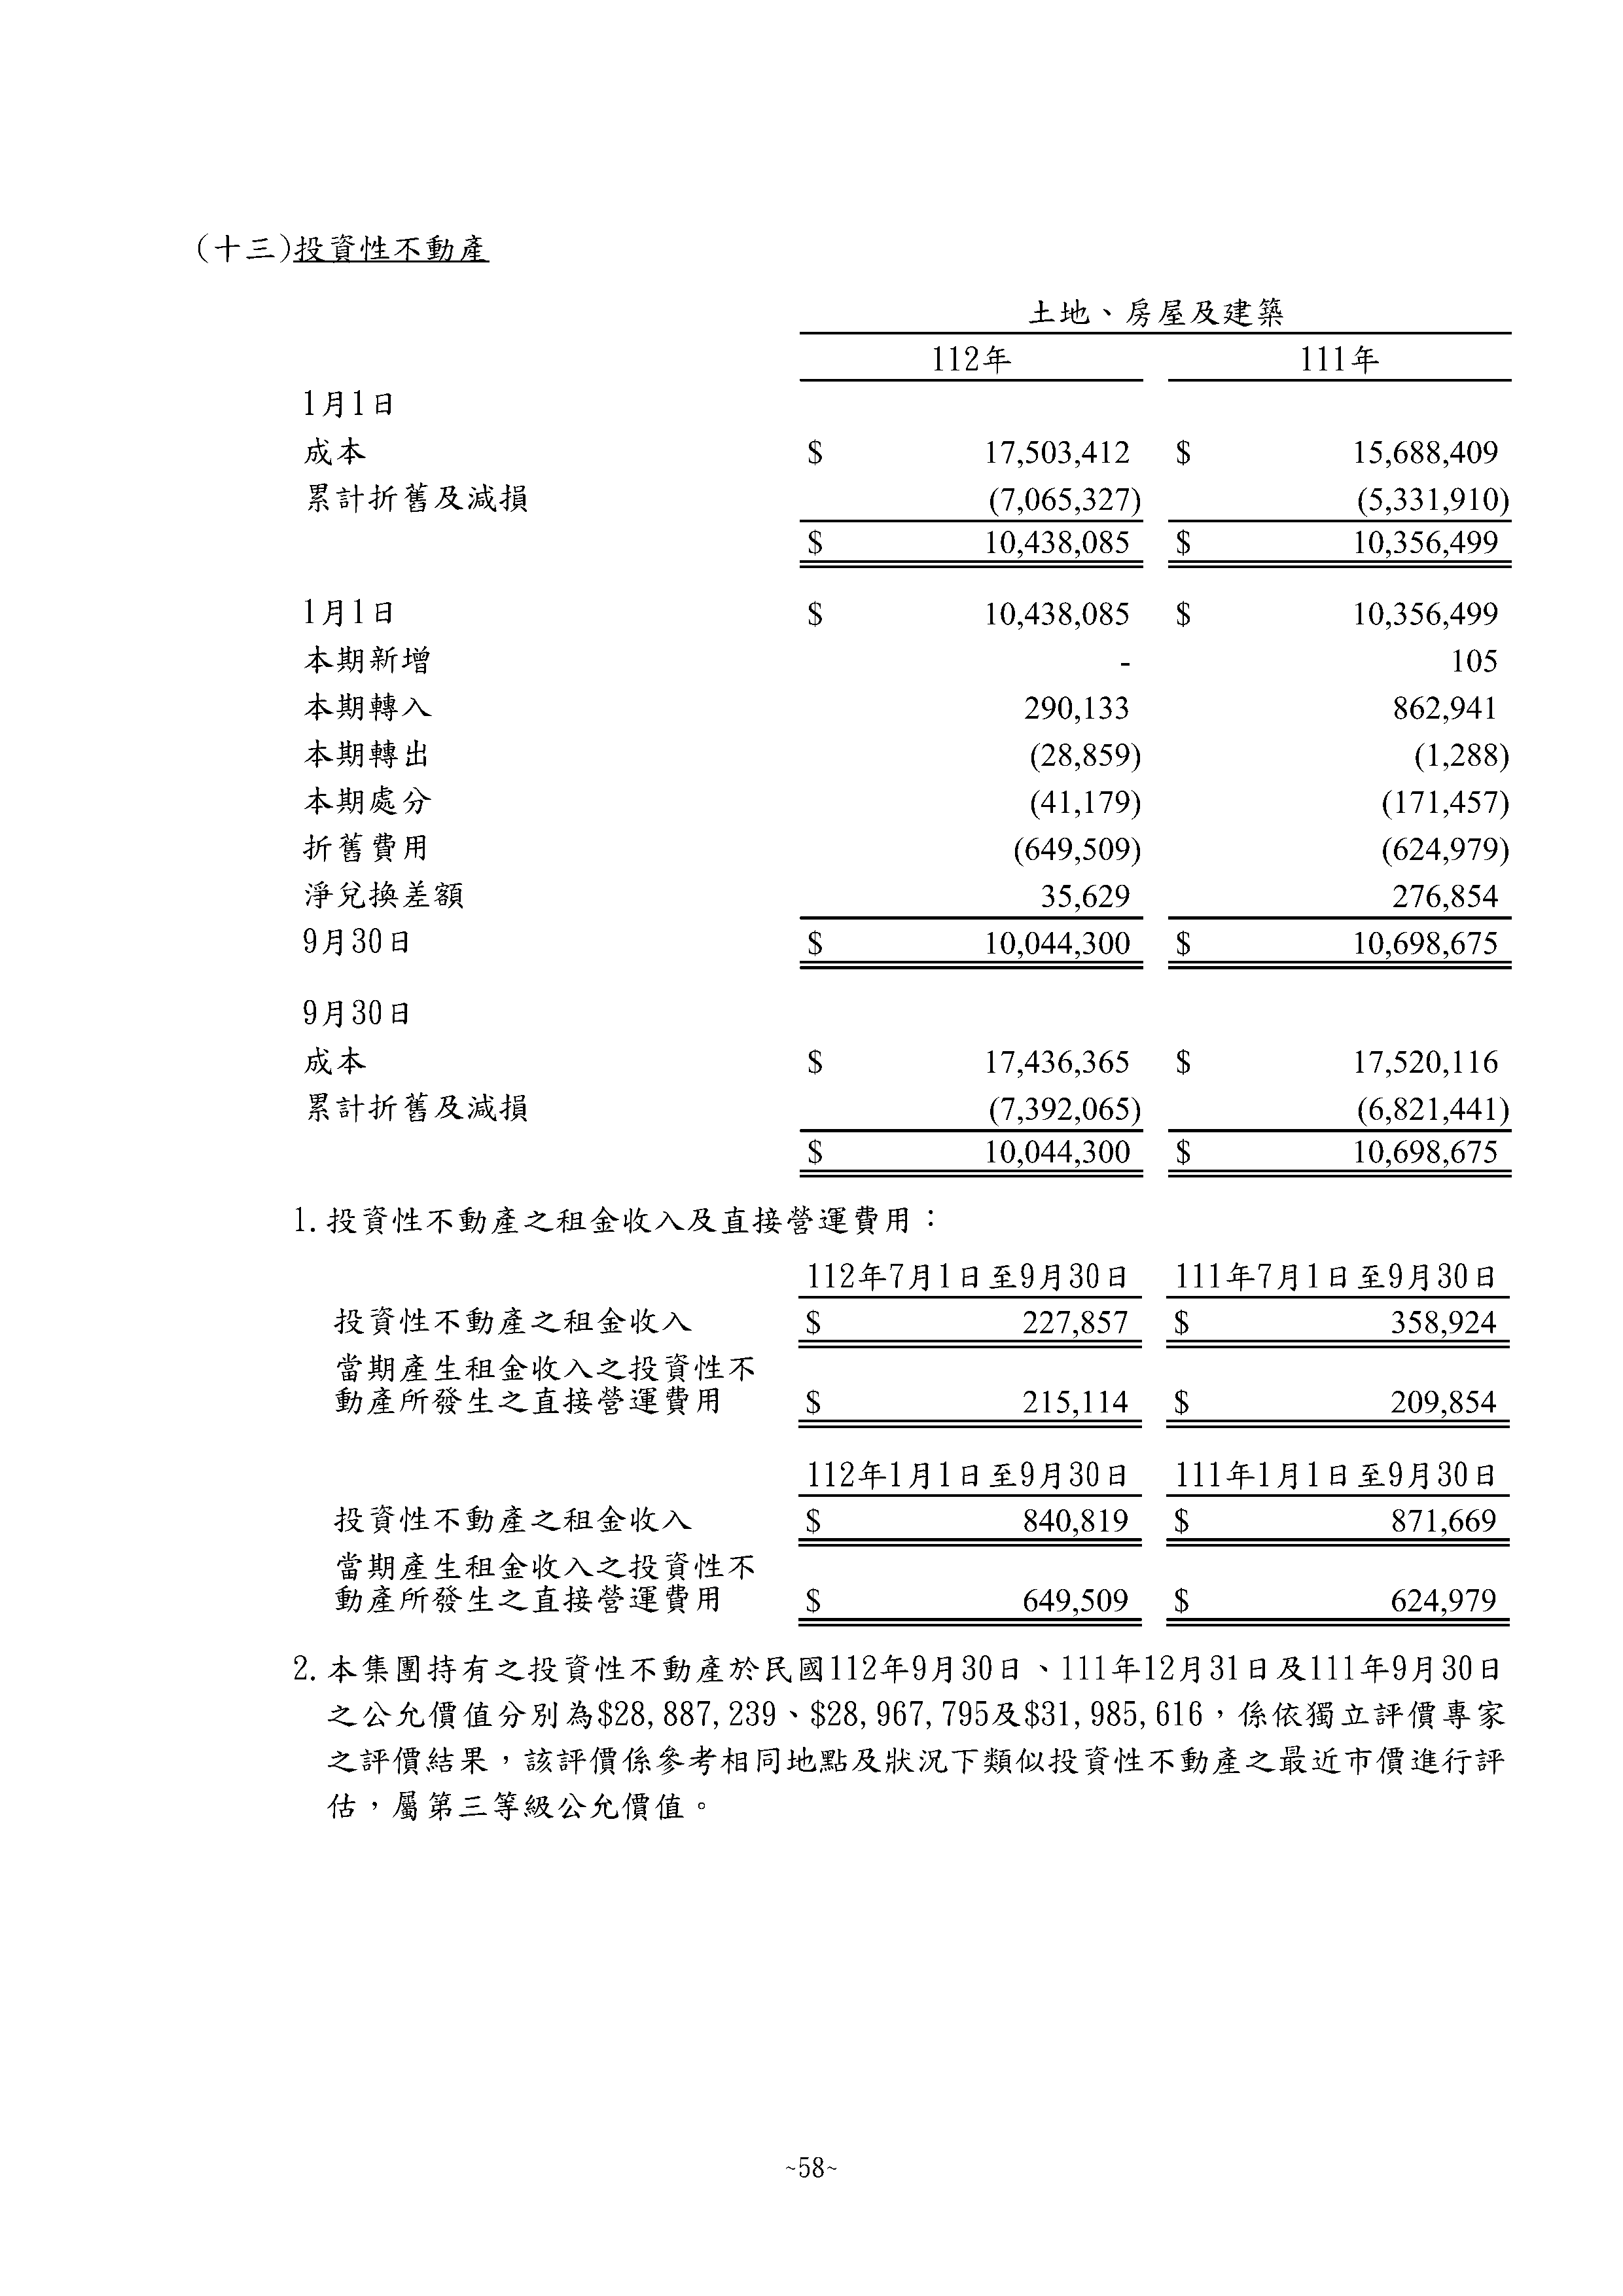 (十三)投資性不動產
土地、房屋及建築
112年 111年
1月1日
成本 $ 17,503,412 $ 15,688,409
累計折舊及減損 (7,065,327) (5,331,910)
$ 10,438,085 $ 10,356,499
1月1日 $ 10,438,085 $ 10,356,499
本期新增 - 105
本期轉入 290,133 862,941
本期轉出 (28,859) (1,288)
本期處分 (41,179) (171,457)
折舊費用 (649,509) (624,979)
淨兌換差額 35,629 276,854
9月30日 $ 10,044,300 $ 10,698,675
9月30日
成本 $ 17,436,365 $ 17,520,116
累計折舊及減損 (7,392,065) (6,821,441)
$ 10,044,300 $ 10,698,675
1.投資性不動產之租金收入及直接營運費用：
112年7月1日至9月30日 111年7月1日至9月30日
投資性不動產之租金收入 $ 227,857 $ 358,924
當期產生租金收入之投資性不
動產所發生之直接營運費用 $ 215,114 $ 209,854
112年1月1日至9月30日 111年1月1日至9月30日
投資性不動產之租金收入 $ 840,819 $ 871,669
當期產生租金收入之投資性不
動產所發生之直接營運費用 $ 649,509 $ 624,979
2.本集團持有之投資性不動產於民國112年9月30日、111年12月31日及111年9月30日
之公允價值分別為$28,887,239、$28,967,795及$31,985,616，係依獨立評價專家
之評價結果，該評價係參考相同地點及狀況下類似投資性不動產之最近市價進行評
估，屬第三等級公允價值。
~58~